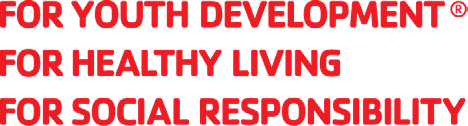 FOR YOUTH DEVELOPMENT®
FOR HEALTHY LIVING
FOR SOCIAL RESPONSIBILITY